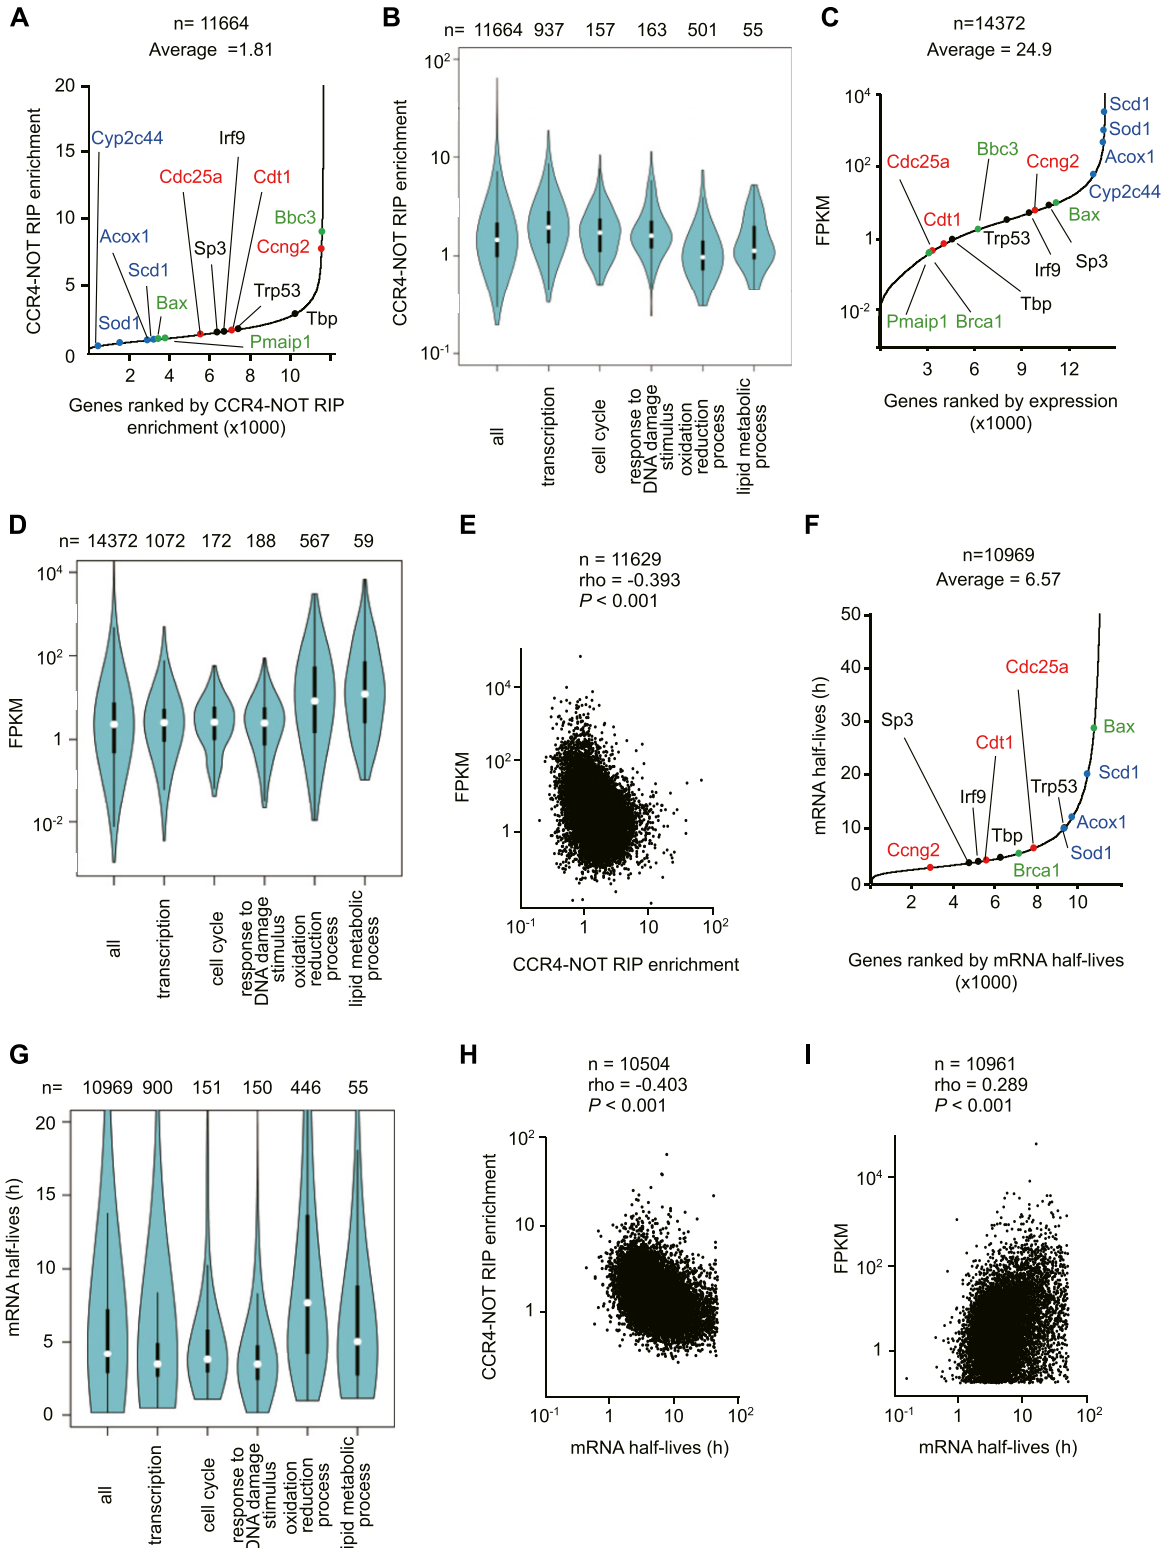 A
n= 11664
Average =1.81
CCR4-NOT RIP enrichment
20
15
10
5
0
Cyp2c44
Irf9
Cdc25a
Cdt1
Bbc3
Ccng2
Acox1
Sp3
Scd1
Trp53
Bax
Sod1
Tbp
Pmaip1
2 4 6 8 10
Genes ranked by CCR4-NOT RIP
enrichment (x1000)
B
n= 11664 937 157 163 501 55
CCR4-NOT RIP enrichment
10²
10
1
10⁻¹
all
transcription
cell cycle
response to
DNA damage
stimulus
oxidation
reduction
process
lipid metabolic
process
C
n=14372
Average = 24.9
FPKM
10⁴
10²
1
10⁻²
Scd1
Sod1
Bbc3
Cdc25a
Ccng2
Acox1
Cyp2c44
Cdt1
Bax
Trp53
Irf9
Sp3
Tbp
Pmaip1
Brca1
3 6 9 12
Genes ranked by expression
(x1000)
D
n= 14372 1072 172 188 567 59
FPKM
10⁴
10²
1
10⁻²
all
transcription
cell cycle
response to
DNA damage
stimulus
oxidation
reduction
process
lipid metabolic
process
E
n = 11629
rho = -0.393
P < 0.001
FPKM
10⁴
10²
1
10⁻¹ 1 10 10²
CCR4-NOT RIP enrichment
F
n=10969
Average = 6.57
mRNA half-lives (h)
50
40
30
20
10
0
Cdc25a
Sp3
Cdt1
Bax
Scd1
Irf9
Trp53
Tbp
Acox1
Ccng2
Sod1
Brca1
2 4 6 8 10
Genes ranked by mRNA half-lives
(x1000)
G
n= 10969 900 151 150 446 55
mRNA half-lives (h)
20
15
10
5
0
all
transcription
cell cycle
response to
DNA damage
stimulus
oxidation
reduction
process
lipid metabolic
process
H
n = 10504
rho = -0.403
P < 0.001
CCR4-NOT RIP enrichment
10²
10
1
10⁻¹ 1 10 10²
mRNA half-lives (h)
I
n = 10961
rho = 0.289
P < 0.001
FPKM
10⁴
10²
1
10⁻¹ 1 10 10²
mRNA half-lives (h)